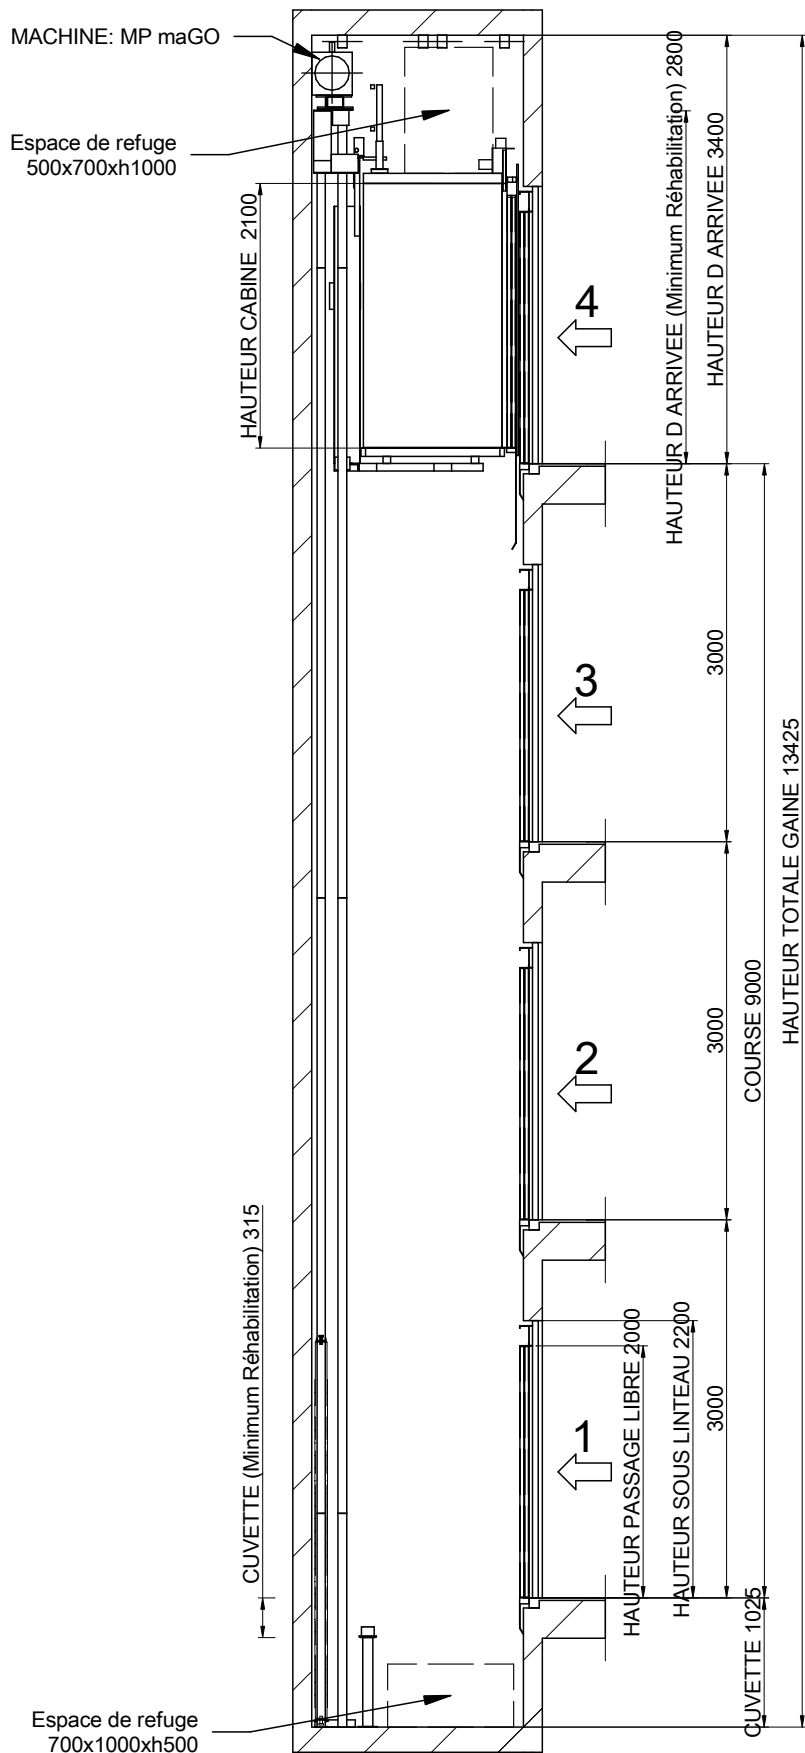 MACHINE: MP maGO
Espace de refuge
500x700xh1000
HAUTEUR CABINE 2100
HAUTEUR D ARRIVEE (Minimum Réhabilitation) 2800
HAUTEUR D ARRIVEE 3400
4
3
3000
HAUTEUR TOTALE GAINE 13425
2
3000
COURSE 9000
CUVETTE (Minimum Réhabilitation) 315
1
HAUTEUR PASSAGE LIBRE 2000
HAUTEUR SOUS LINTEAU 2200
3000
CUVETTE 1025
Espace de refuge
700x1000xh500